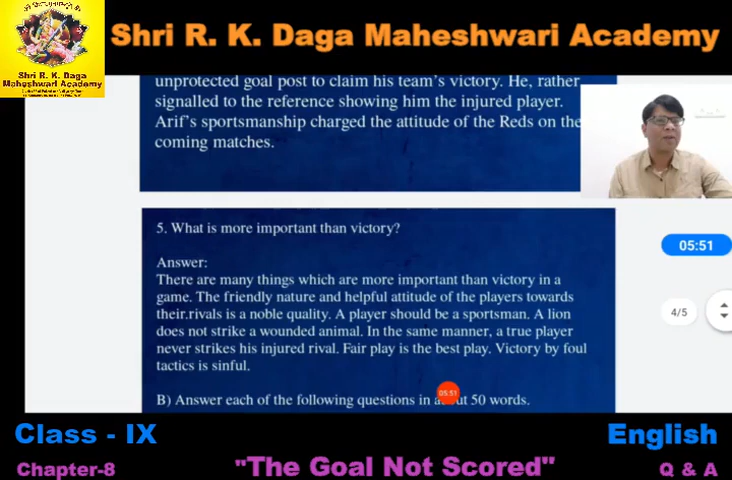 Shri R. K. Daga Maheshwari Academy
Shri R. K. Daga
Maheshwari Academy
unprotected goal post to claim his team's victory. He, rather
signalled to the reference showing him the injured player.
Arif's sportsmanship charged the attitude of the Reds on the
coming matches.
5. What is more important than victory?
Answer:
There are many things which are more important than victory in a
game. The friendly nature and helpful attitude of the players towards
their.rivals is a noble quality. A player should be a sportsman. A lion
does not strike a wounded animal. In the same manner, a true player
never strikes his injured rival. Fair play is the best play. Victory by foul
tactics is sinful.
B) Answer each of the following questions in ut 50 words.
05:51
05:51
4/5
Class - IX
English
Chapter-8
"The Goal Not Scored"
Q & A